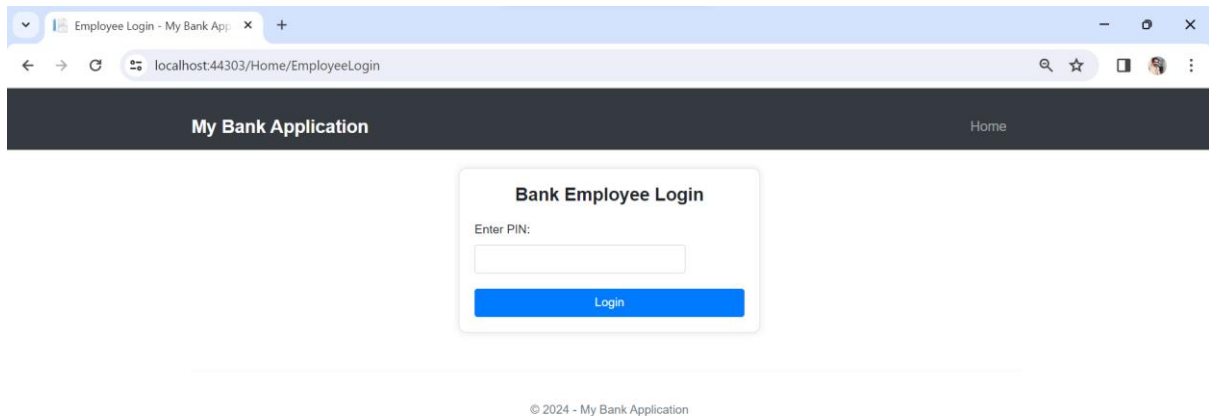 Employee Login - My Bank App
localhost:44303/Home/EmployeeLogin
My Bank Application
Home
Bank Employee Login
Enter PIN:
Login
© 2024 - My Bank Application